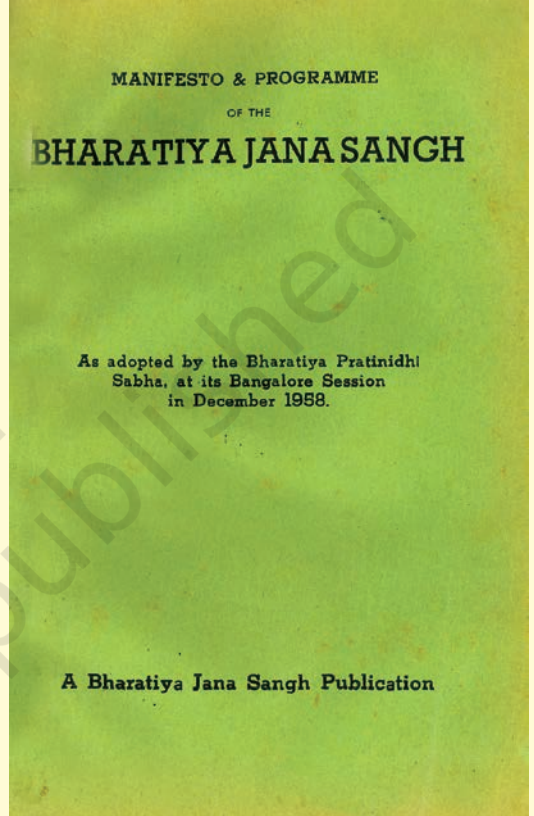 MANIFESTO & PROGRAMME
OF THE
BHARATIYA JANA SANGH
As adopted by the Bharatiya Pratinidhi
Sabha, at its Bangalore Session
in December 1958.
A Bharatiya Jana Sangh Publication
published